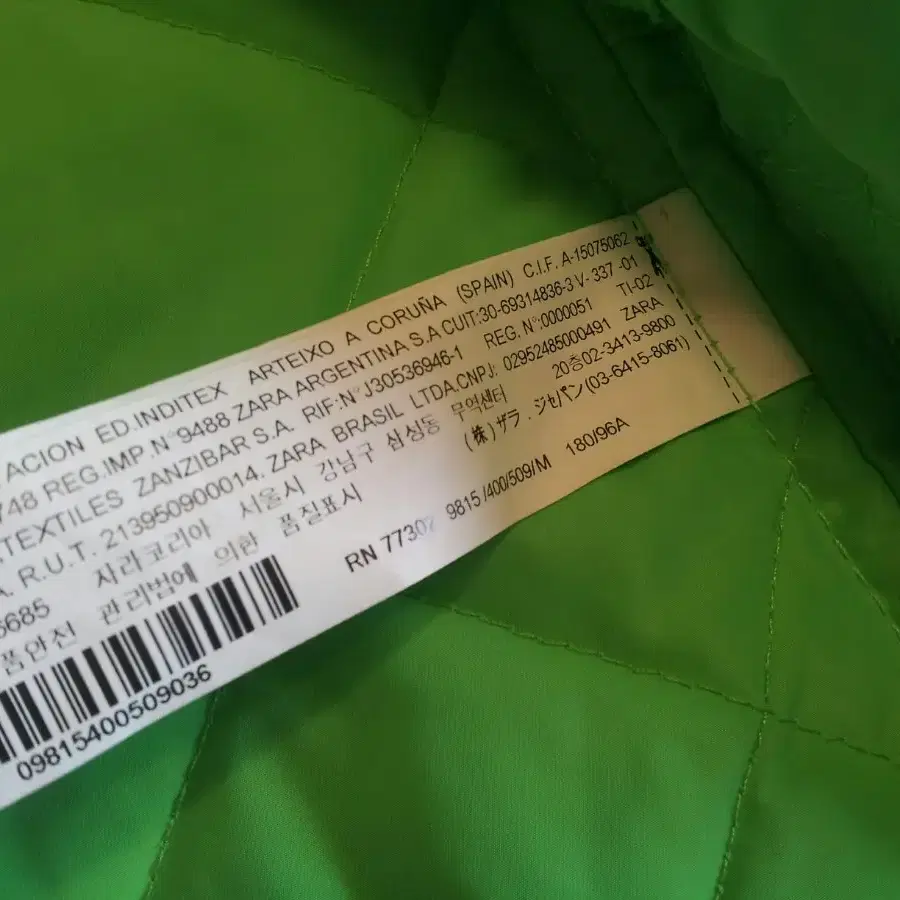 ACION ED.INDITEX ARTEIXO A CORUÑA (SPAIN) C.I.F. A-15075062
748 REG.IMP.N°9488 ZARA ARGENTINA S.A CUIT:30-69314836-3 V-337-01
TEXTILES ZANZIBAR S.A. RIF:N°J30536946-1 REG. N°:0000051 TI-02
A. R.U.T. 213950900014. ZARA BRASIL LTDA.CNPJ: 02952485000491 ZARA
5685 자라코리아 서울시 강남구 삼성동 무역센터 20층02-3413-9800
품안전 관리법에 의한 품질표시 (株)ザラ.ジャパン(03-6415-8061)
RN 77302 9815/400/509/M 180/96A
09815400509036